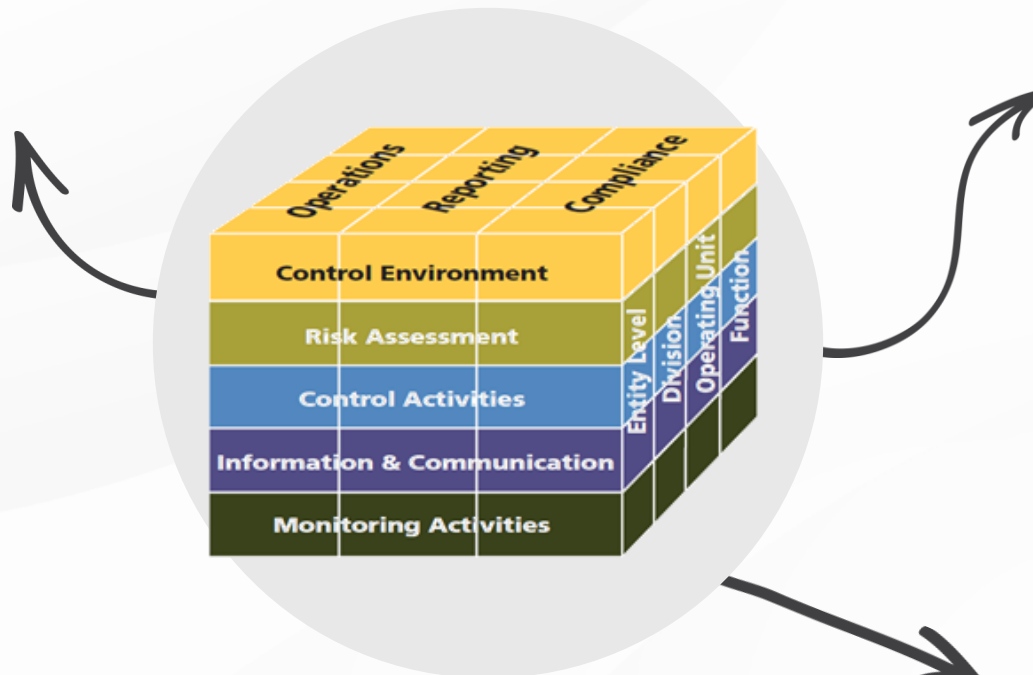 Operations
Reporting
Compliance
Control Environment
Risk Assessment
Control Activities
Information & Communication
Monitoring Activities
Entity Level
Division
Operating Unit
Function